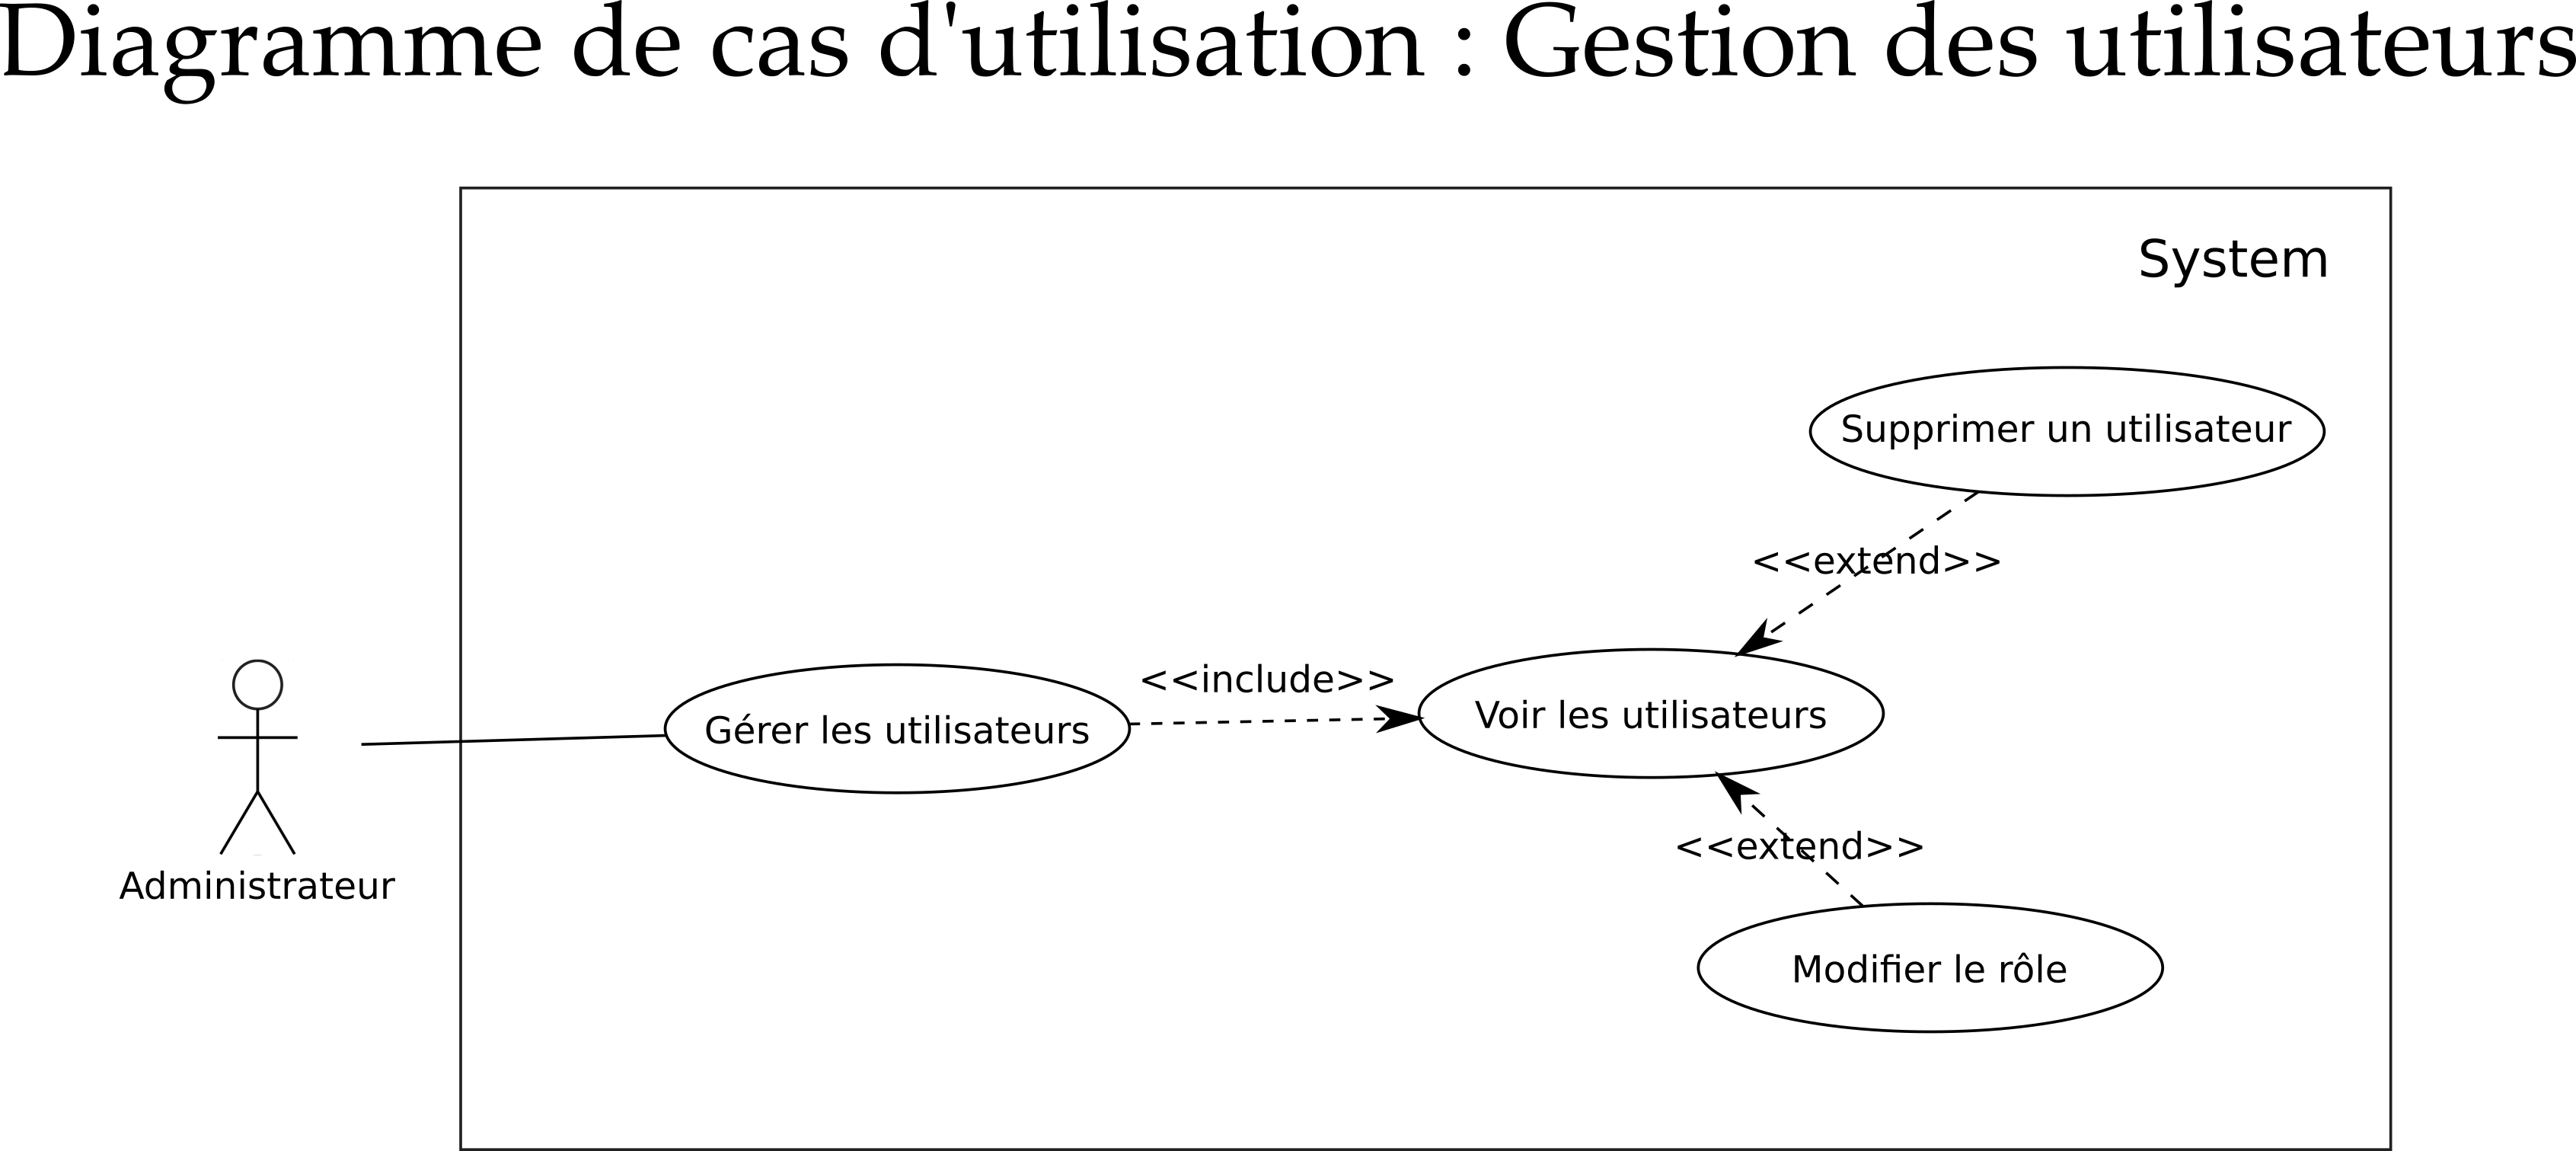 Diagramme de cas d'utilisation : Gestion des utilisateurs
System
Supprimer un utilisateur
<<extend>>
<<include>>
Gérer les utilisateurs
Voir les utilisateurs
<<extend>>
Administrateur
Modifier le rôle